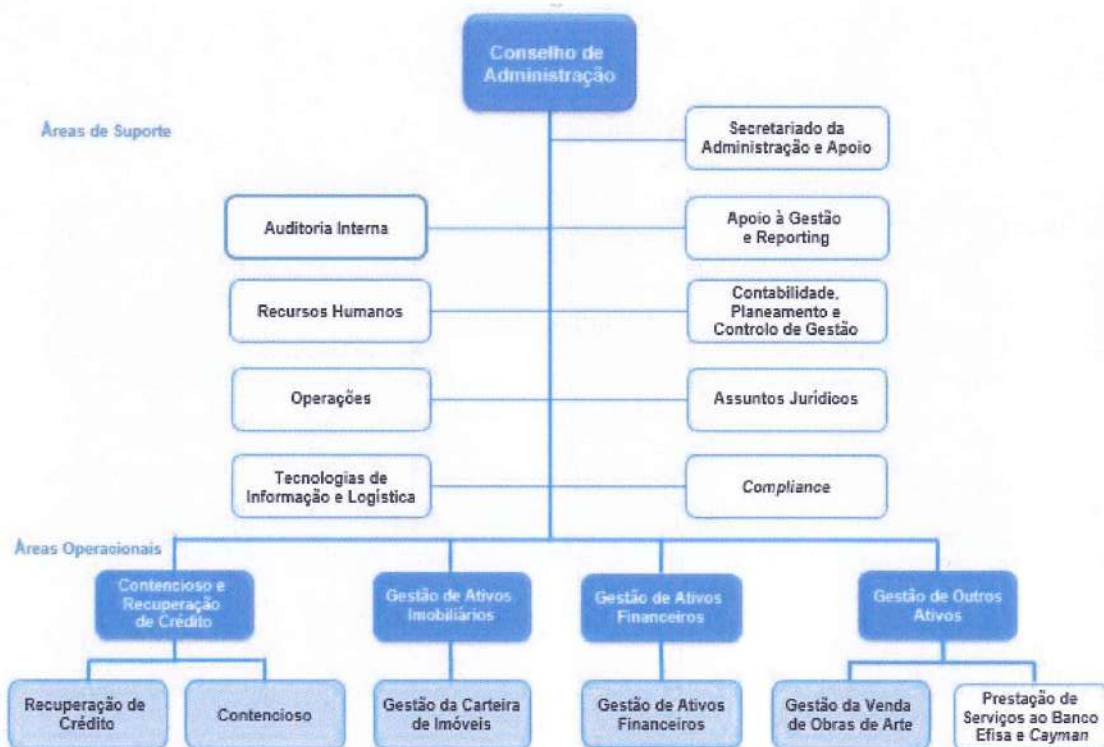 Conselho de
Administração
Áreas de Suporte
Secretariado da
Administração e Apoio
Auditoria Interna
Apoio à Gestão
e Reporting
Recursos Humanos
Contabilidade,
Planeamento e
Controlo de Gestão
Operações
Assuntos Jurídicos
Tecnologias de
Informação e Logística
Compliance
Áreas Operacionais
Contencioso e
Recuperação
de Crédito
Gestão de Ativos
Imobiliários
Gestão de Ativos
Financeiros
Gestão de Outros
Ativos
Recuperação de
Crédito
Contencioso
Gestão da Carteira
de Imóveis
Gestão de Ativos
Financeiros
Gestão da Venda
de Obras de Arte
Prestação de
Serviços ao Banco
Efisa e Cayman